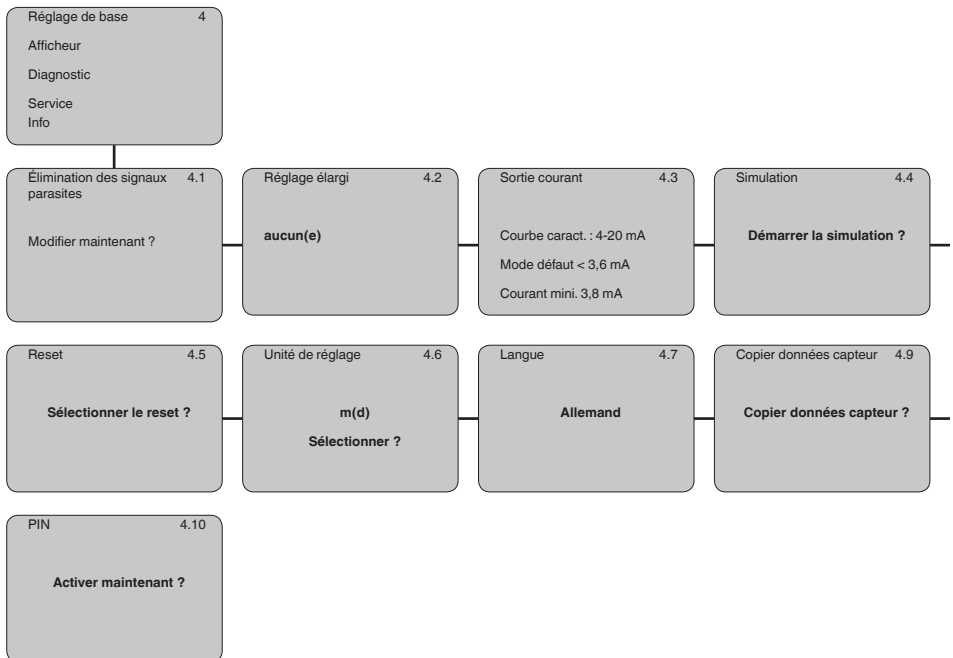 Réglage de base 4
Afficheur
Diagnostic
Service
Info
Élimination des signaux 4.1
parasites
Modifier maintenant ?
Réglage élargi 4.2
aucun(e)
Sortie courant 4.3
Courbe caract. : 4-20 mA
Mode défaut < 3,6 mA
Courant mini. 3,8 mA
Simulation 4.4
Démarrer la simulation ?
Reset 4.5
Sélectionner le reset ?
Unité de réglage 4.6
m(d)
Sélectionner ?
Langue 4.7
Allemand
Copier données capteur 4.9
Copier données capteur ?
PIN 4.10
Activer maintenant ?